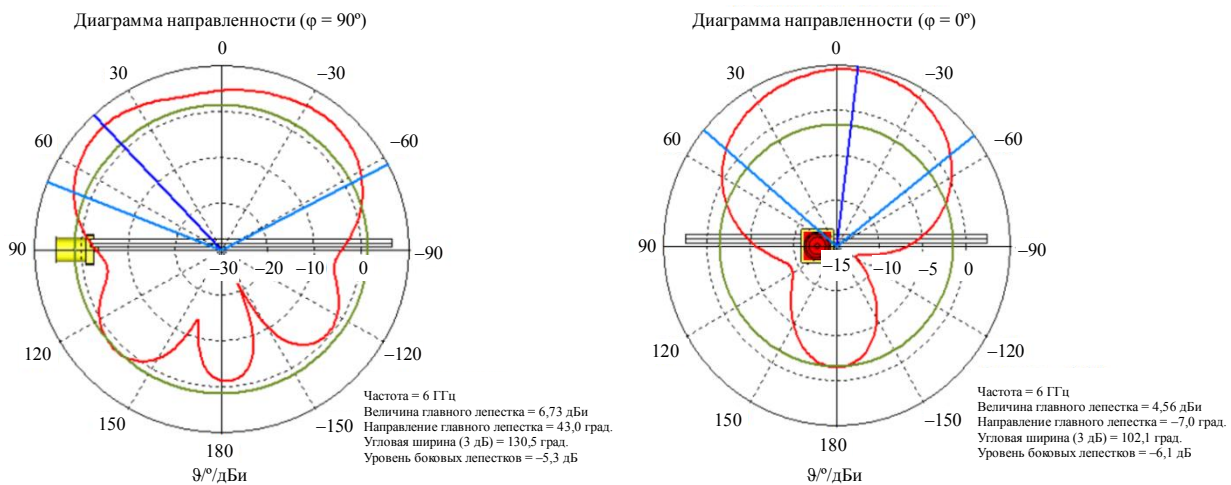 Диаграмма направленности (φ = 90º)
0
30
–30
60
–60
90
–90
–30
–20
–10
0
120
–120
150
–150
180
ϑ/º/дБи
Частота = 6 ГГц
Величина главного лепестка = 6,73 дБи
Направление главного лепестка = 43,0 град.
Угловая ширина (3 дБ) = 130,5 град.
Уровень боковых лепестков = –5,3 дБ
Диаграмма направленности (φ = 0º)
0
30
–30
60
–60
90
–90
–15
–10
–5
0
120
–120
150
–150
180
ϑ/º/дБи
Частота = 6 ГГц
Величина главного лепестка = 4,56 дБи
Направление главного лепестка = –7,0 град.
Угловая ширина (3 дБ) = 102,1 град.
Уровень боковых лепестков = –6,1 дБ